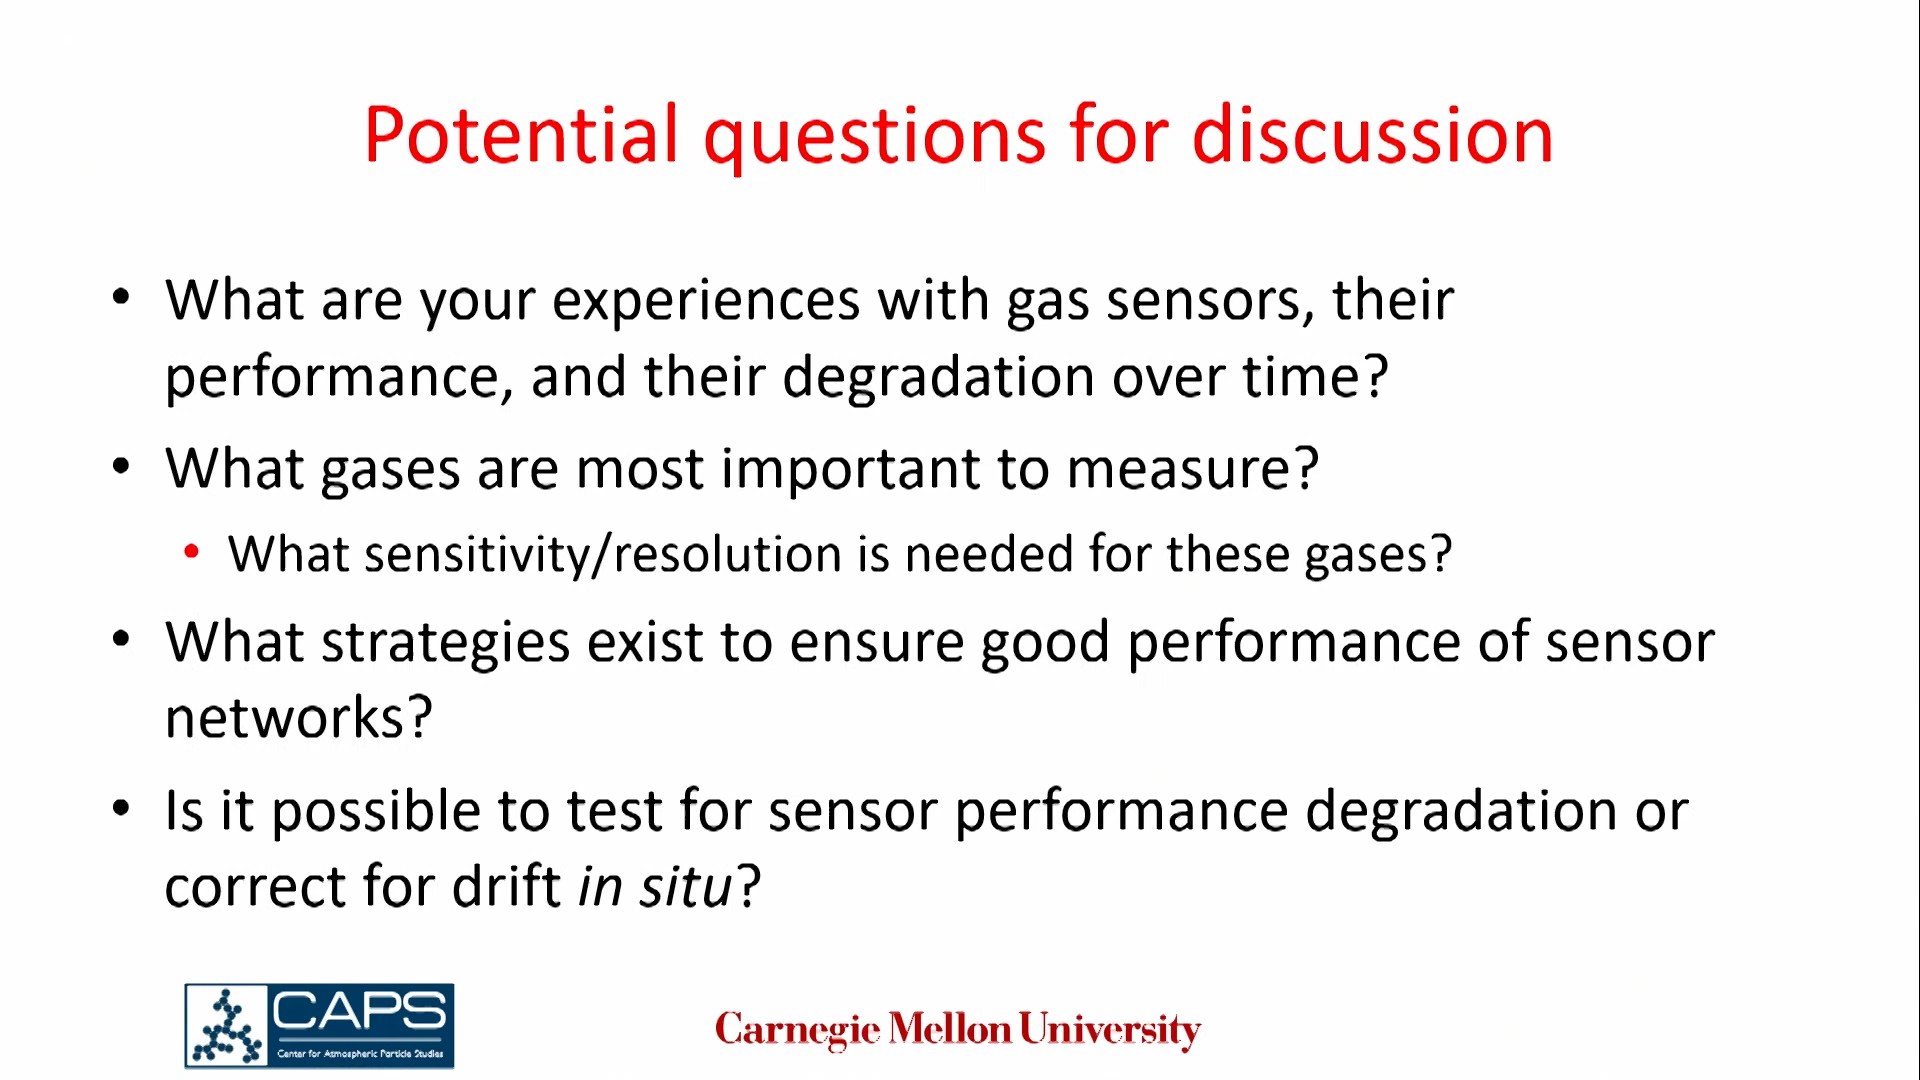 Potential questions for discussion
• What are your experiences with gas sensors, their
performance, and their degradation over time?
• What gases are most important to measure?
• What sensitivity/resolution is needed for these gases?
• What strategies exist to ensure good performance of sensor
networks?
• Is it possible to test for sensor performance degradation or
correct for drift in situ?
CAPS
Center for Atmospheric Particle Studies
Carnegie Mellon University